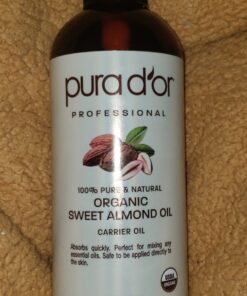 pura d'or
PROFESSIONAL
100% PURE & NATURAL
ORGANIC
SWEET ALMOND OIL
CARRIER OIL
Absorbs quickly. Perfect for mixing any
essential oils. Safe to be applied directly to
the skin.
USDA
ORGANIC